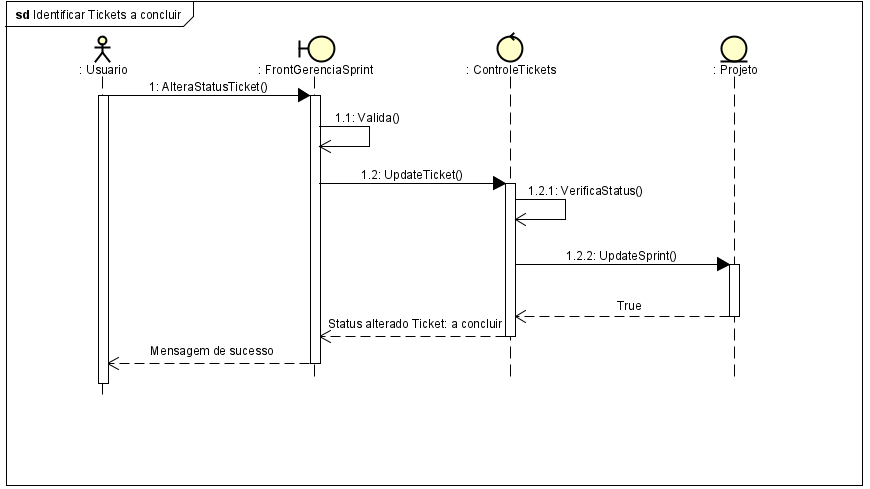 sd Identificar Tickets a concluir
: Usuario
: FrontGerenciaSprint
: ControleTickets
: Projeto
1: AlteraStatusTicket()
1.1: Valida()
1.2: UpdateTicket()
1.2.1: VerificaStatus()
1.2.2: UpdateSprint()
True
Status alterado Ticket: a concluir
Mensagem de sucesso